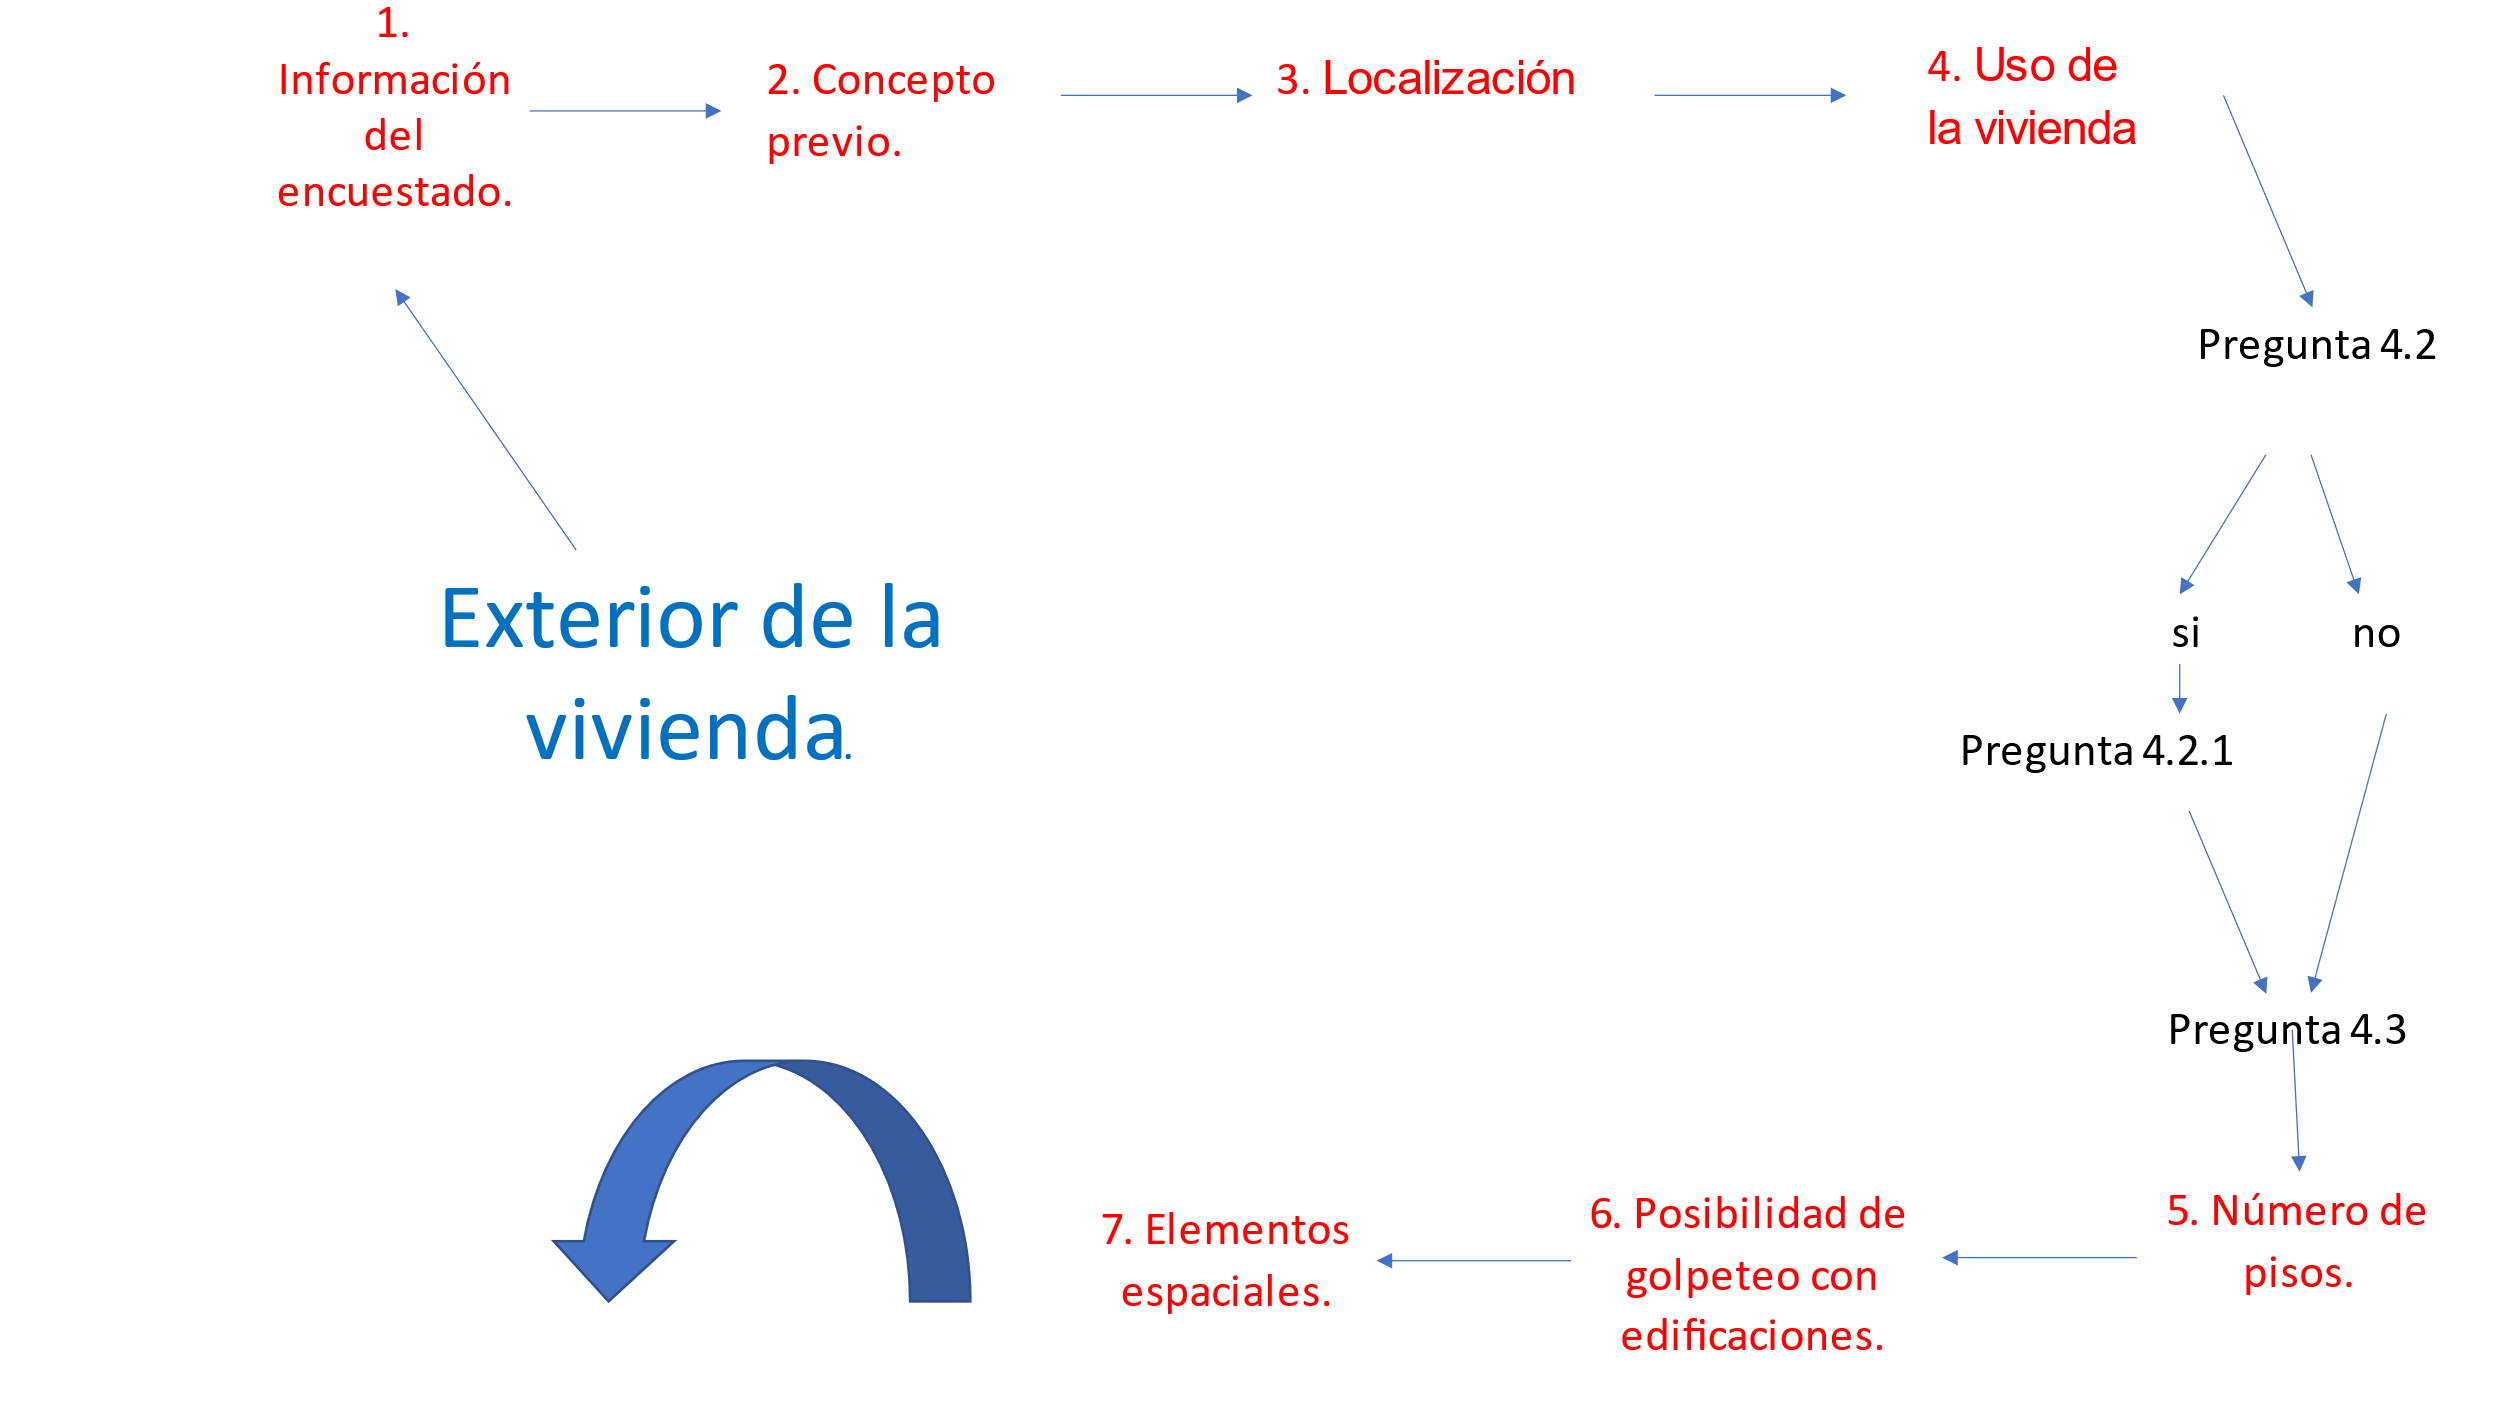 1.
Información
del
encuestado.
2. Concepto
previo.
3. Localización
4. Uso de
la vivienda
Pregunta 4.2
si
no
Pregunta 4.2.1
Pregunta 4.3
Exterior de la
vivienda.
5. Número de
pisos.
6. Posibilidad de
golpeteo con
edificaciones.
7. Elementos
espaciales.